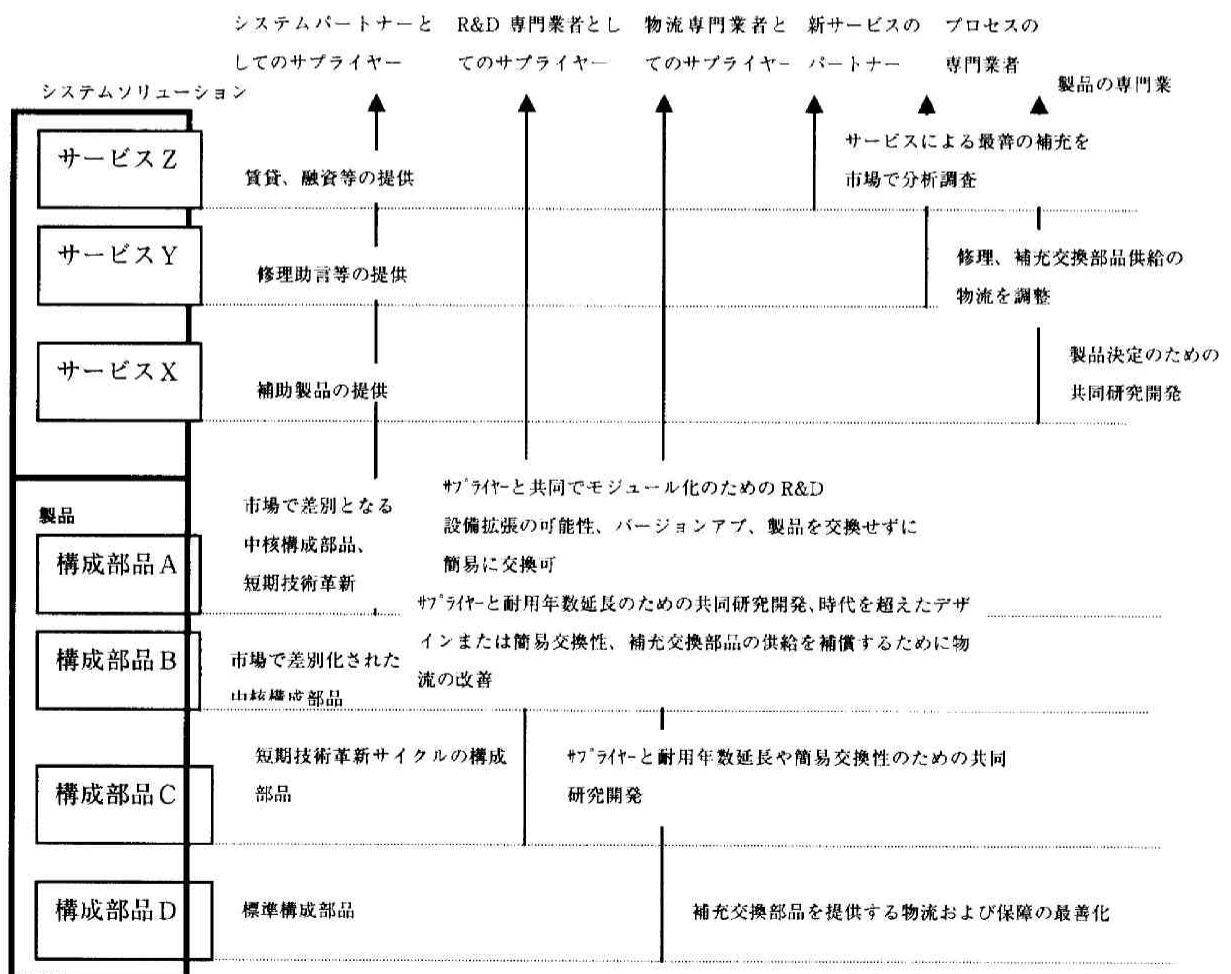 システムパートナーと
してのサプライヤー
R&D 専門業者とし
てのサプライヤー
物流専門業者と
てのサプライヤー
新サービスの
パートナー
プロセスの
専門業者
製品の専門業
システムソリューション
サービスZ
賃貸、融資等の提供
サービスによる最善の補充を
市場で分析調査
サービスY
修理助言等の提供
修理、補充交換部品供給の
物流を調整
サービスX
補助製品の提供
製品決定のための
共同研究開発
製品
構成部品A
市場で差別となる
中核構成部品、
短期技術革新
ｻﾌﾟﾗｲﾔｰと共同でモジュール化のための R&D
設備拡張の可能性、バージョンアブ、製品を交換せずに
簡易に交換可
ｻﾌﾟﾗｲﾔｰと耐用年数延長のための共同研究開発、時代を超えたデザ
インまたは簡易交換性、補充交換部品の供給を補償するために物
流の改善
構成部品B
市場で差別化された
中核構成部品
構成部品C
短期技術革新サイクルの構成
部品
ｻﾌﾟﾗｲﾔｰと耐用年数延長や簡易交換性のための共同
研究開発
構成部品D
標準構成部品
補充交換部品を提供する物流および保障の最善化